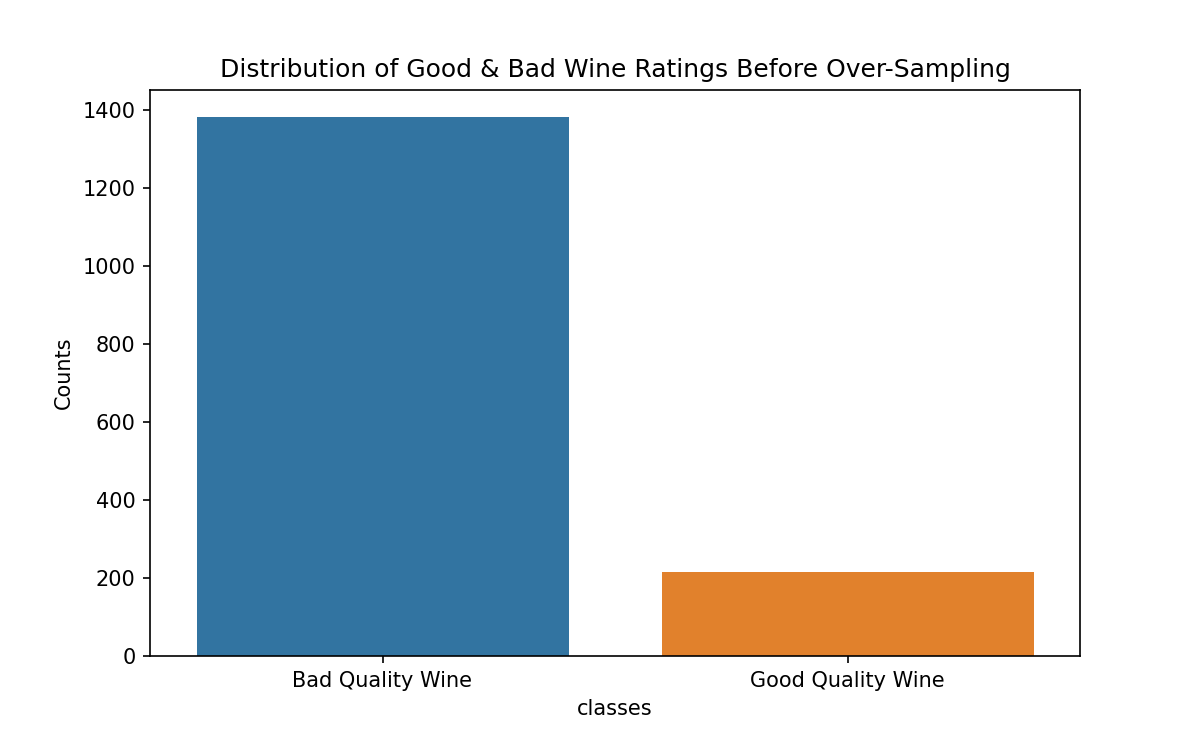 Distribution of Good & Bad Wine Ratings Before Over-Sampling
1400
1200
1000
800
600
400
200
0
Counts
Bad Quality Wine
Good Quality Wine
classes